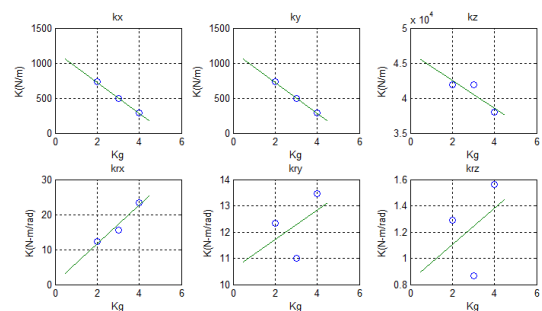 kx
1500
1000
500
0
K(N/m)
0 2 4 6
Kg
ky
1500
1000
500
0
K(N/m)
0 2 4 6
Kg
kz
x 10⁴
5
4.5
4
3.5
K(N/m)
0 2 4 6
Kg
krx
30
20
10
0
K(N-m/rad)
0 2 4 6
Kg
kry
14
13
12
11
10
K(N-m/rad)
0 2 4 6
Kg
krz
1.6
1.4
1.2
1
0.8
K(N-m/rad)
0 2 4 6
Kg